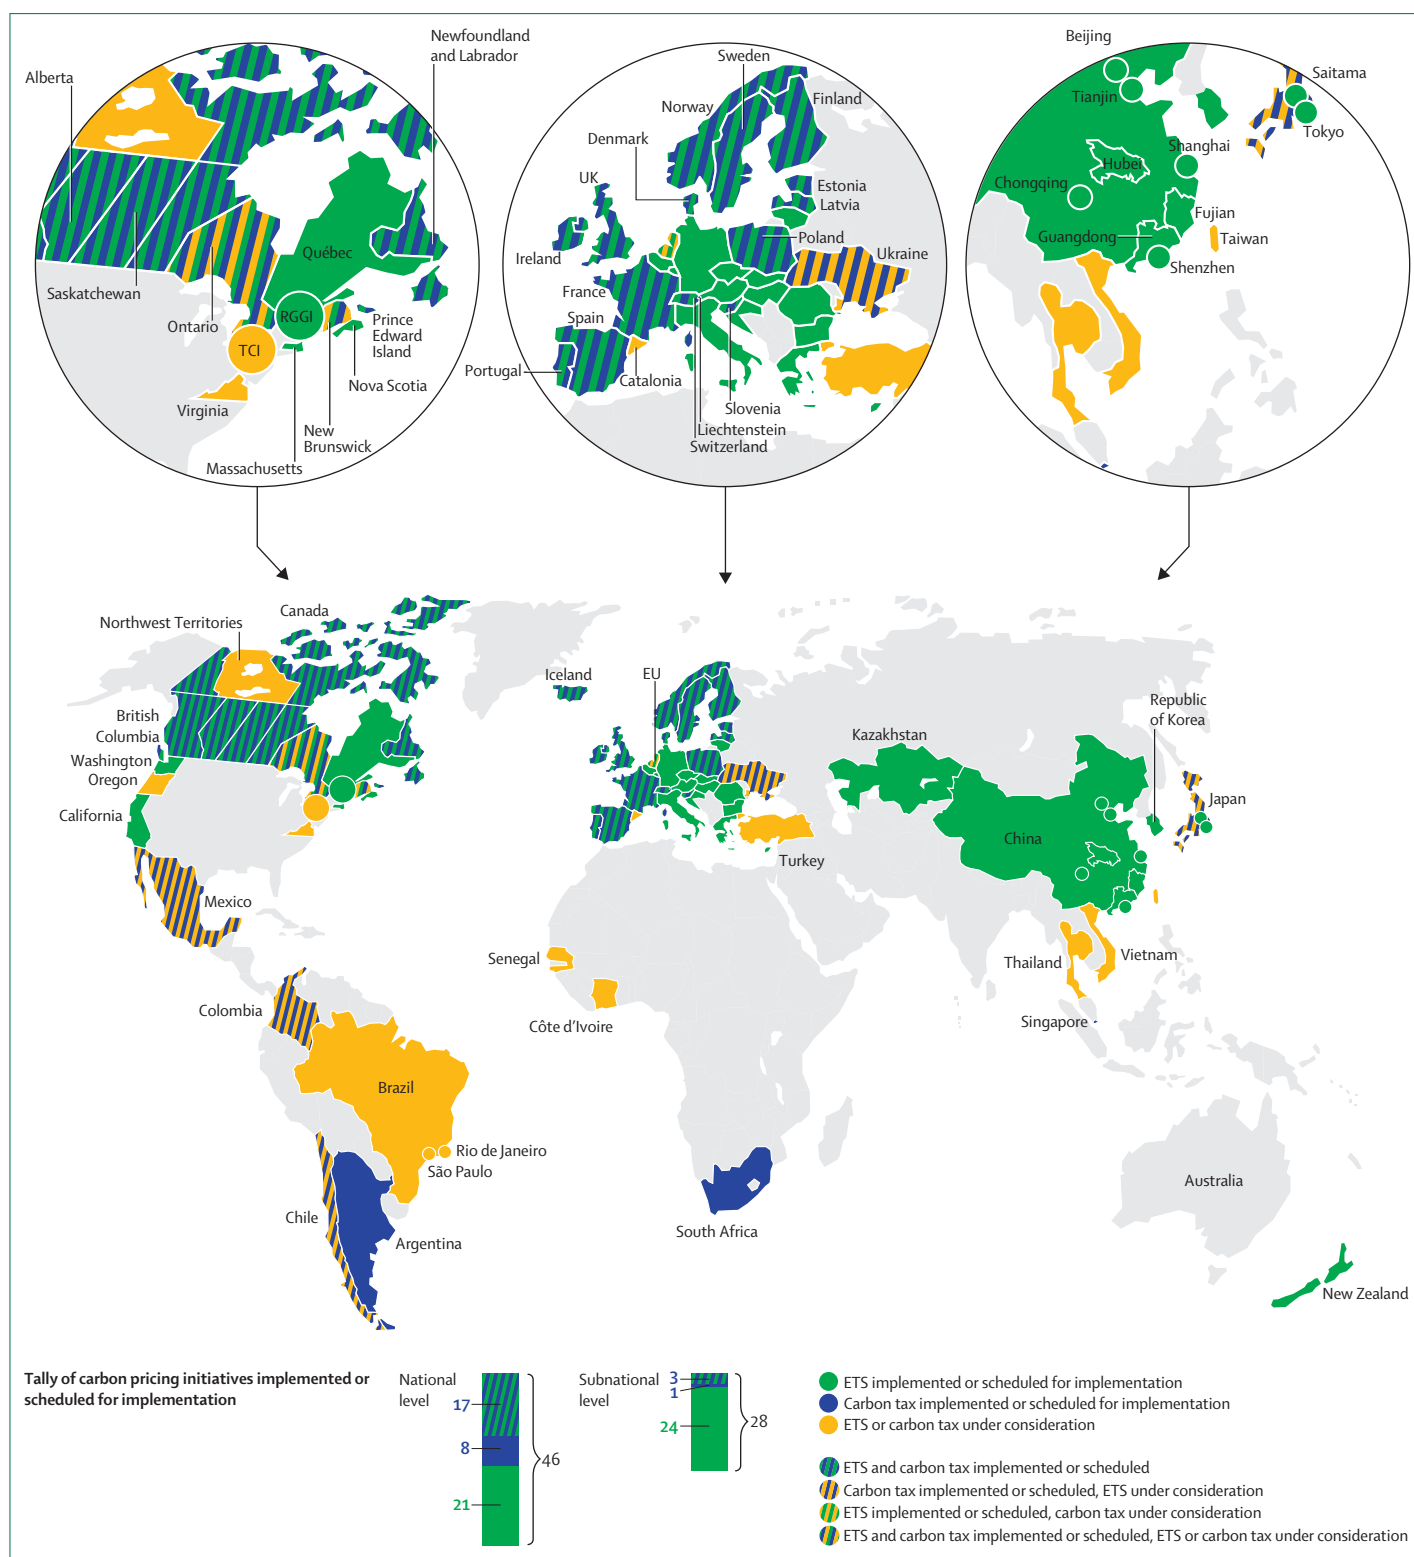 Newfoundland
and Labrador
Alberta
Québec
Saskatchewan
Ontario
RGGI
TCI
Prince
Edward
Island
Nova Scotia
Virginia
New
Brunswick
Massachusetts
Sweden
Norway
Finland
Denmark
UK
Estonia
Latvia
Poland
Ireland
Ukraine
France
Spain
Portugal
Catalonia
Slovenia
Liechtenstein
Switzerland
Beijing
Saitama
Tianjin
Tokyo
Shanghai
Hubei
Chongqing
Fujian
Guangdong
Taiwan
Shenzhen
Canada
Northwest Territories
Iceland
EU
British
Columbia
Washington
Oregon
California
Republic
of Korea
Kazakhstan
Japan
China
Turkey
Mexico
Senegal
Thailand
Vietnam
Colombia
Côte d’Ivoire
Singapore
Brazil
Rio de Janeiro
São Paulo
Australia
Chile
Argentina
South Africa
New Zealand
Tally of carbon pricing initiatives implemented or
scheduled for implementation
National
level
17
8
21
46
Subnational
level
3
1
24
28
ETS implemented or scheduled for implementation
Carbon tax implemented or scheduled for implementation
ETS or carbon tax under consideration
ETS and carbon tax implemented or scheduled
Carbon tax implemented or scheduled, ETS under consideration
ETS implemented or scheduled, carbon tax under consideration
ETS and carbon tax implemented or scheduled, ETS or carbon tax under consideration